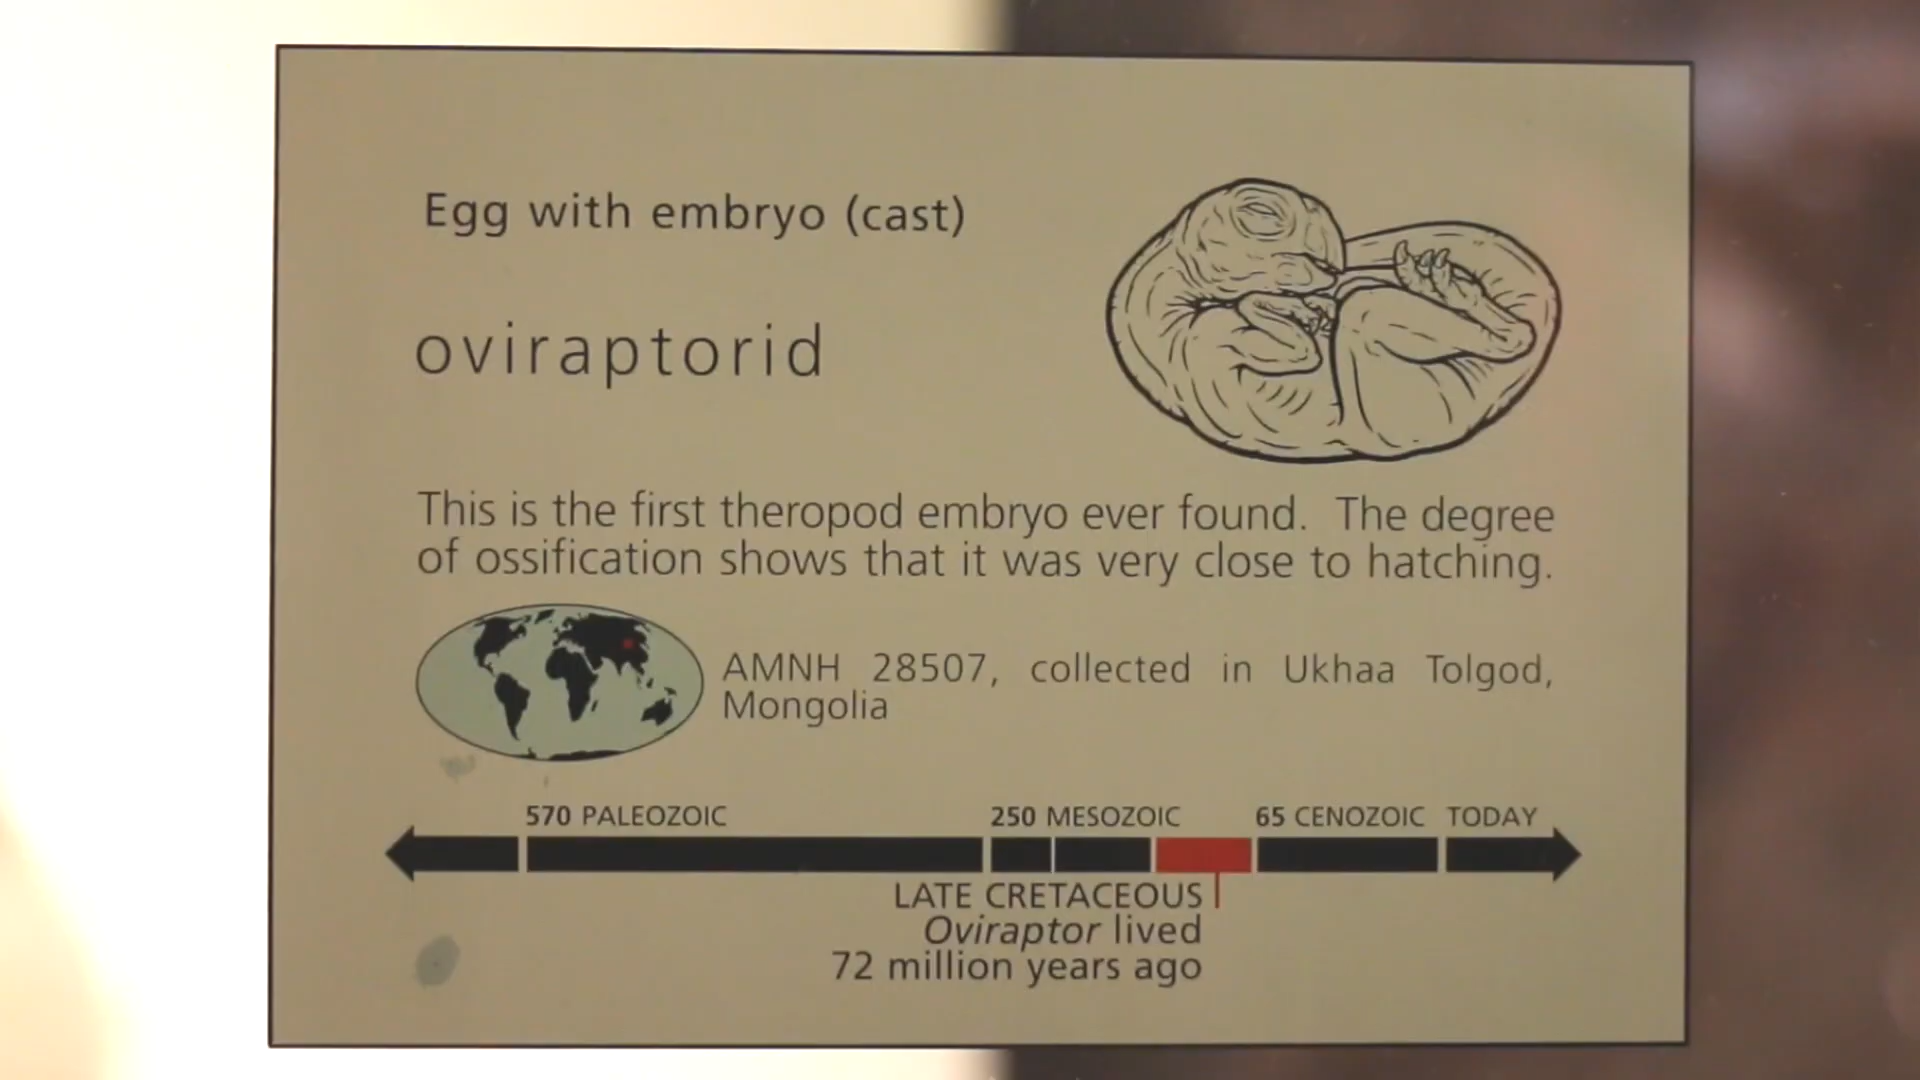 Egg with embryo (cast)
oviraptorid
This is the first theropod embryo ever found. The degree
of ossification shows that it was very close to hatching.
AMNH 28507, collected in Ukhaa Tolgod,
Mongolia
570 PALEOZOIC 250 MESOZOIC 65 CENOZOIC TODAY
LATE CRETACEOUS
Oviraptor lived
72 million years ago